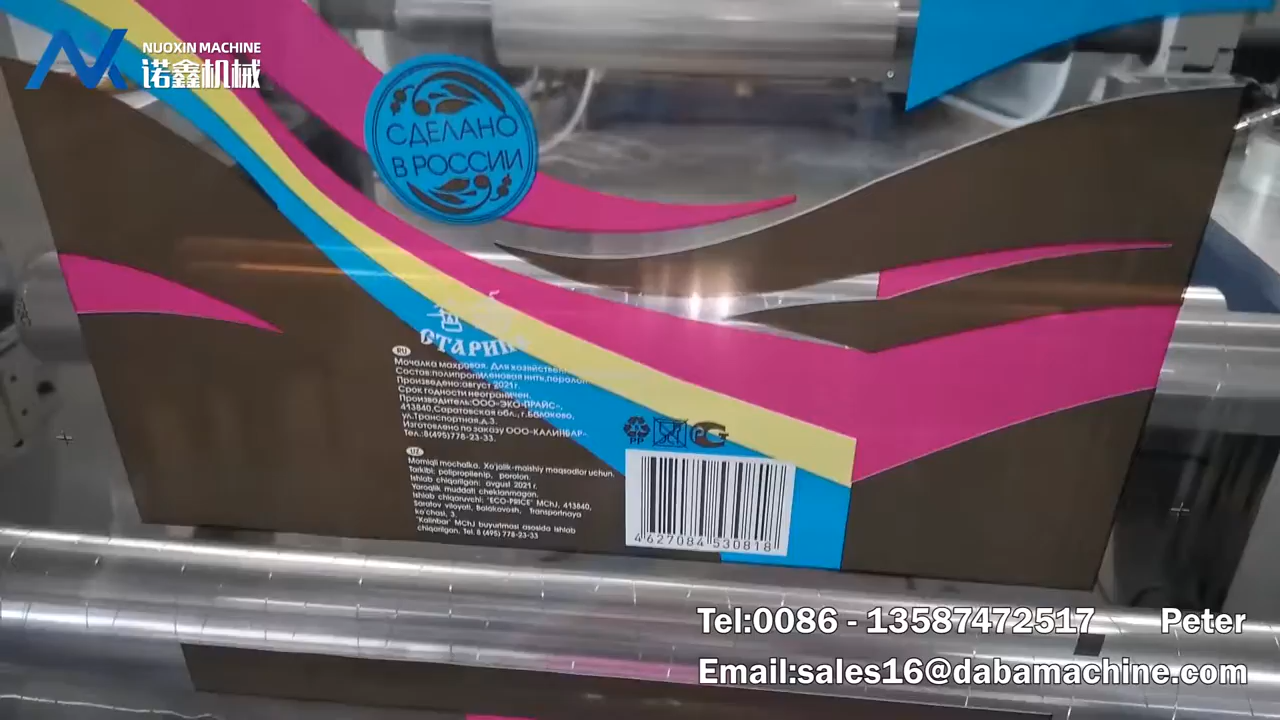 NUOXIN MACHINE
诺鑫机械
СДЕЛАНО
В РОССИИ
RU
Мочалка махровая. Для
Состав:полипропиленовая нить,
Произведено:август 2021г.
Срок годности неограничен.
Производитель:ООО«ЭКО-ПРАЙС»,
413840,Саратовская обл., г.Балаково,
ул.Транспортная,д.3.
Изготовлено по заказу ООО«КАЛИНБАР».
Тел.:8(495)778-23-33.
UZ
Momiqli mochalka. Xo'jalik-maishiy maqsadlar uchun.
Tarkibi: polipropilenip, porolon.
Ishlab chiqarilgan: avgust 2021 г.
Yaroqlik muddati cheklanmagan.
Ishlab chiqaruvchi: "ECO-PRICE" MChJ, 413840,
Saratov viloyati, Balakovosh, Transportnaya
ko'chasi, 3.
"Kalinbar" MChJ buyurtmasi asosida ishlab
chiqarilgan, Tel. 8 (495) 778-23-33
PP
4627084 530818
Tel:0086 - 13587472517 Peter
Email:sales16@dabamachine.com